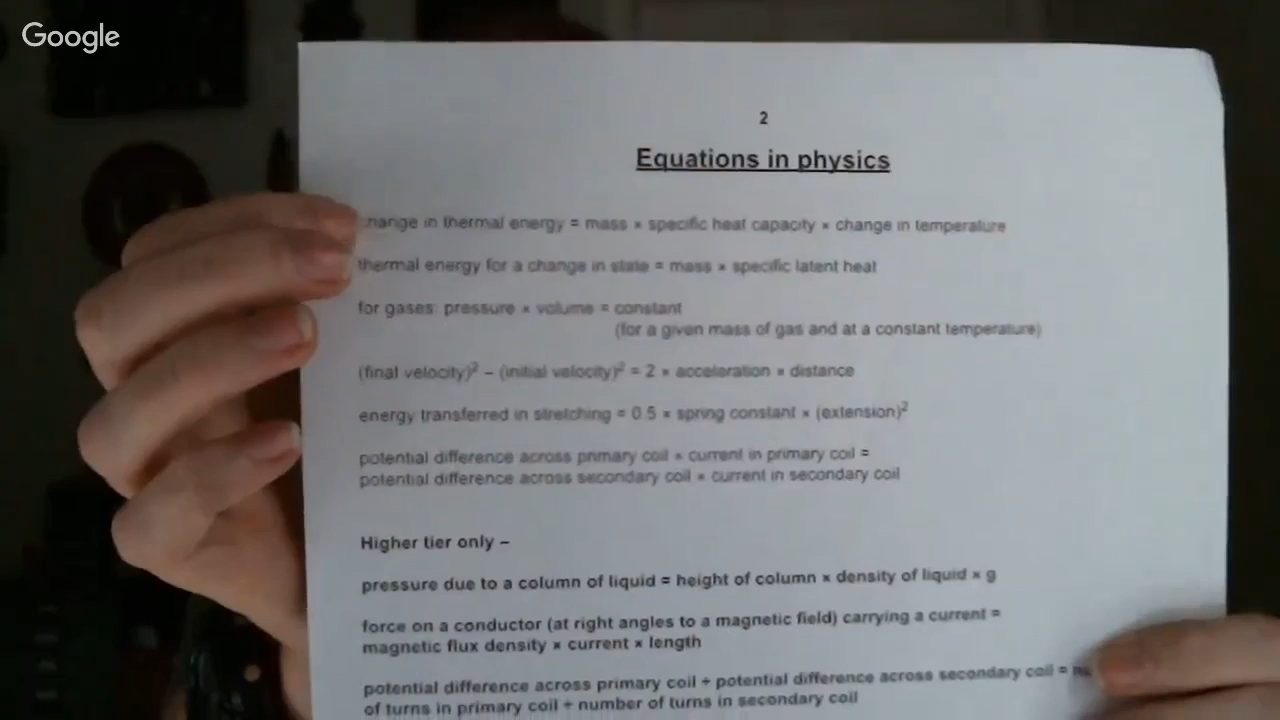 Google
2
Equations in physics
change in thermal energy = mass × specific heat capacity × change in temperature
thermal energy for a change in state = mass × specific latent heat
for gases: pressure × volume = constant
(for a given mass of gas and at a constant temperature)
(final velocity)² – (initial velocity)² = 2 × acceleration × distance
energy transferred in stretching = 0.5 × spring constant × (extension)²
potential difference across primary coil × current in primary coil =
potential difference across secondary coil × current in secondary coil
Higher tier only –
pressure due to a column of liquid = height of column × density of liquid × g
force on a conductor (at right angles to a magnetic field) carrying a current =
magnetic flux density × current × length
potential difference across primary coil ÷ potential difference across secondary coil =
of turns in primary coil ÷ number of turns in secondary coil